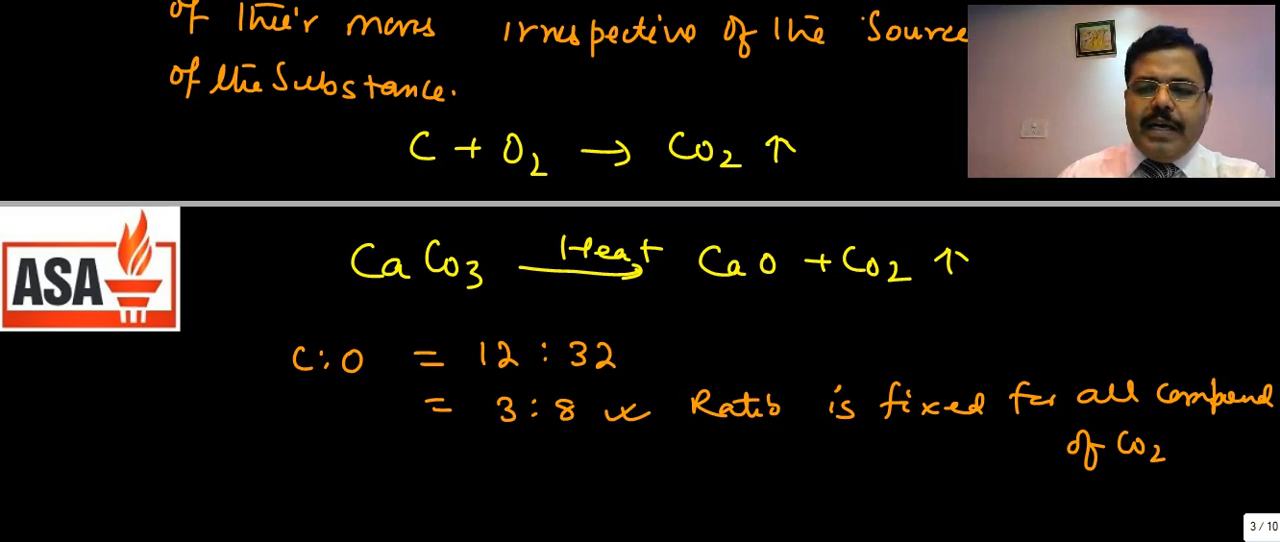 of their mass irrespective of the Source
of the Substance.
C + O₂ → CO₂ ↑
ASA
CaCO₃ Heat→ CaO + CO₂ ↑
C:O = 12 : 32
= 3:8 Ratio is fixed for all compound
of CO₂
3 / 10